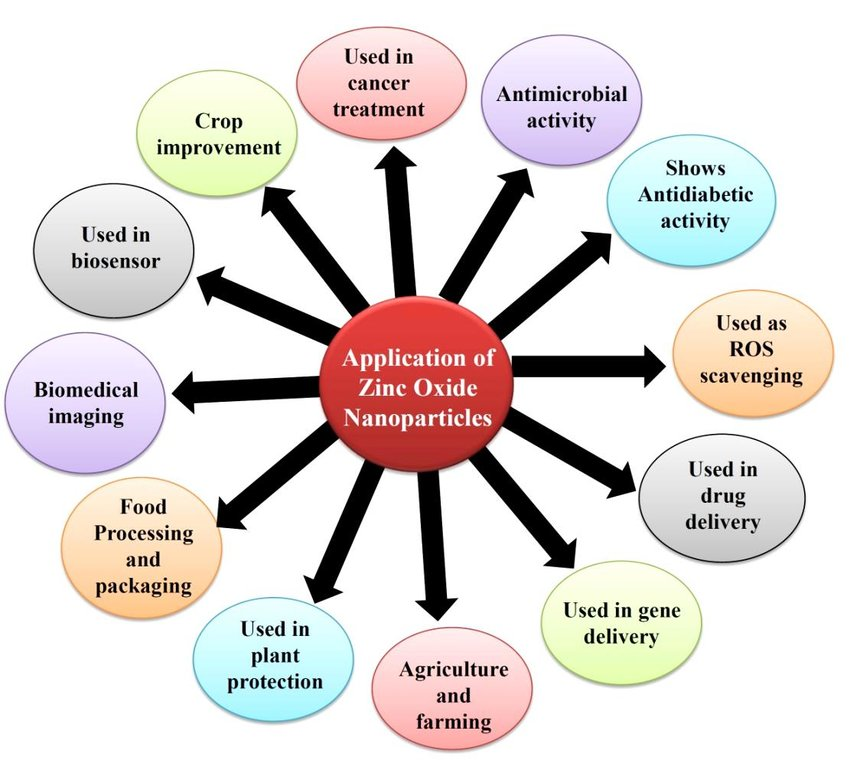 Used in
cancer
treatment
Antimicrobial
activity
Shows
Antidiabetic
activity
Used as
ROS
scavenging
Used in
drug
delivery
Used in gene
delivery
Agriculture
and
farming
Used in
plant
protection
Food
Processing
and
packaging
Biomedical
imaging
Used in
biosensor
Crop
improvement
Application of
Zinc Oxide
Nanoparticles